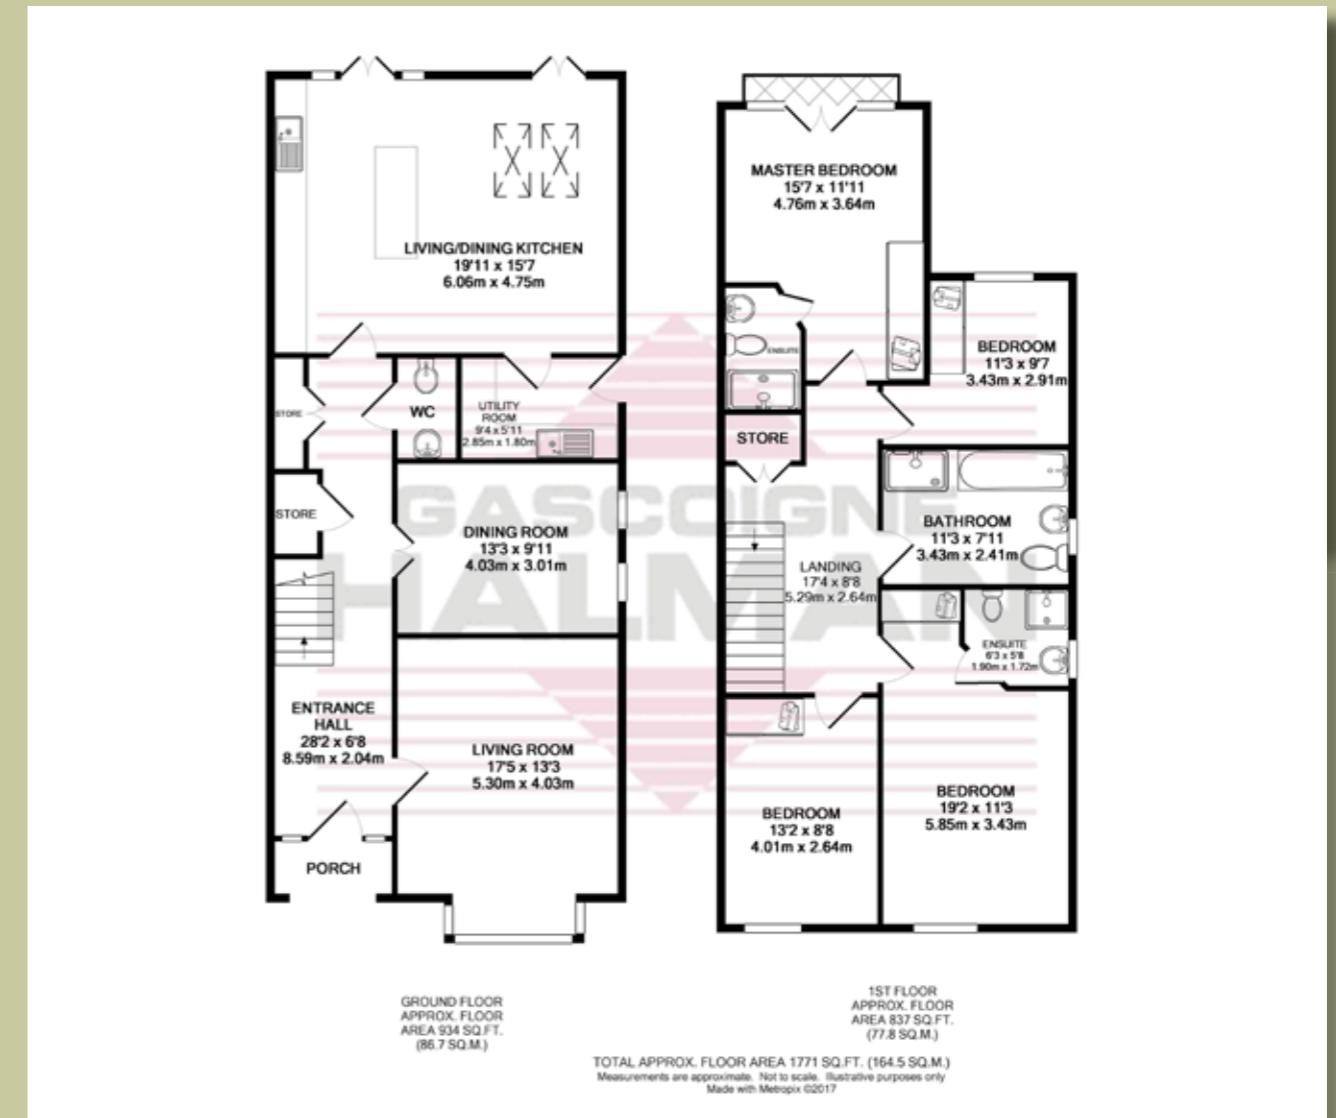 LIVING/DINING KITCHEN
19'11 x 15'7
6.06m x 4.75m
STORE
WC
UTILITY
ROOM
9'4 x 5'11
2.85m x 1.80m
STORE
DINING ROOM
13'3 x 9'11
4.03m x 3.01m
ENTRANCE
HALL
28'2 x 6'8
8.59m x 2.04m
LIVING ROOM
17'5 x 13'3
5.30m x 4.03m
PORCH
GROUND FLOOR
APPROX. FLOOR
AREA 934 SQ.FT.
(86.7 SQ.M.)
MASTER BEDROOM
15'7 x 11'11
4.76m x 3.64m
ENSUITE
BEDROOM
11'3 x 9'7
3.43m x 2.91m
STORE
BATHROOM
11'3 x 7'11
3.43m x 2.41m
LANDING
17'4 x 8'8
5.29m x 2.64m
ENSUITE
6'3 x 5'8
1.90m x 1.72m
BEDROOM
13'2 x 8'8
4.01m x 2.64m
BEDROOM
19'2 x 11'3
5.85m x 3.43m
1ST FLOOR
APPROX. FLOOR
AREA 837 SQ.FT.
(77.8 SQ.M.)
GASCOIGNE
HALMAN
TOTAL APPROX. FLOOR AREA 1771 SQ.FT. (164.5 SQ.M.)
Measurements are approximate. Not to scale. Illustrative purposes only
Made with Metropix ©2017